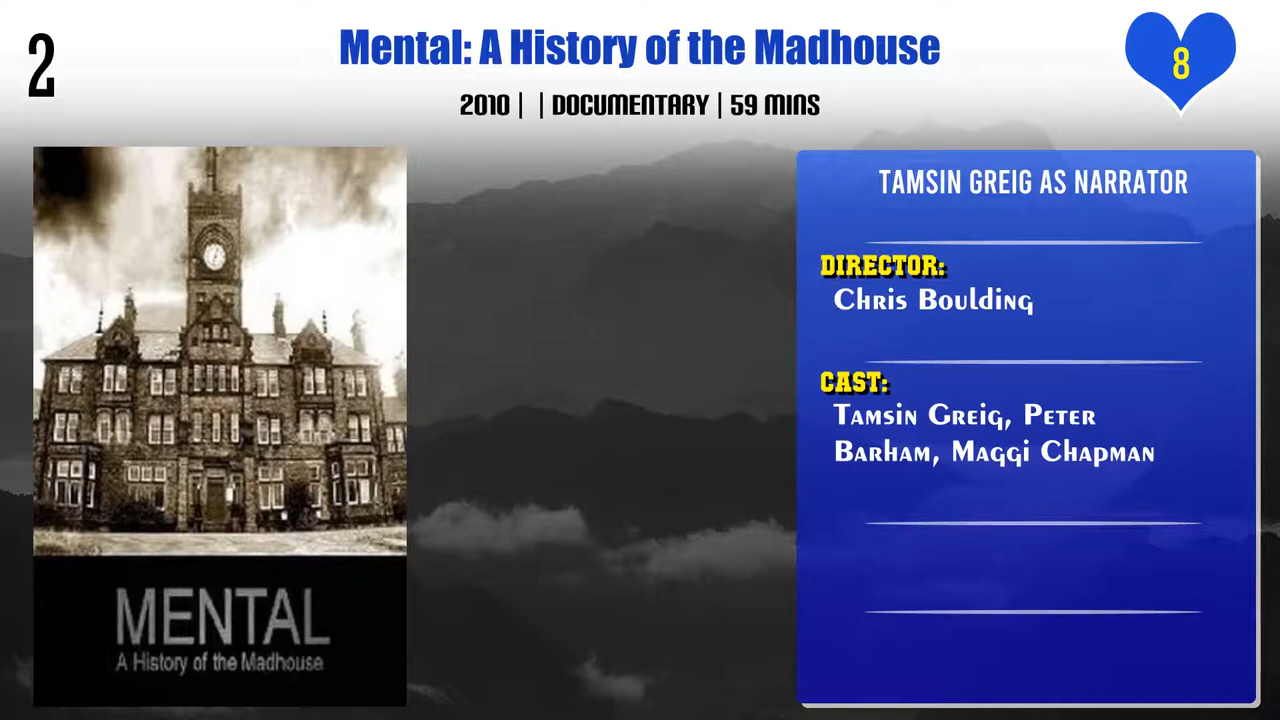 2
Mental: A History of the Madhouse
8
2010 | | DOCUMENTARY | 59 MINS
TAMSIN GREIG AS NARRATOR
DIRECTOR:
Chris Boulding
CAST:
Tamsin Greig, Peter
Barham, Maggi Chapman
MENTAL
A History of the Madhouse